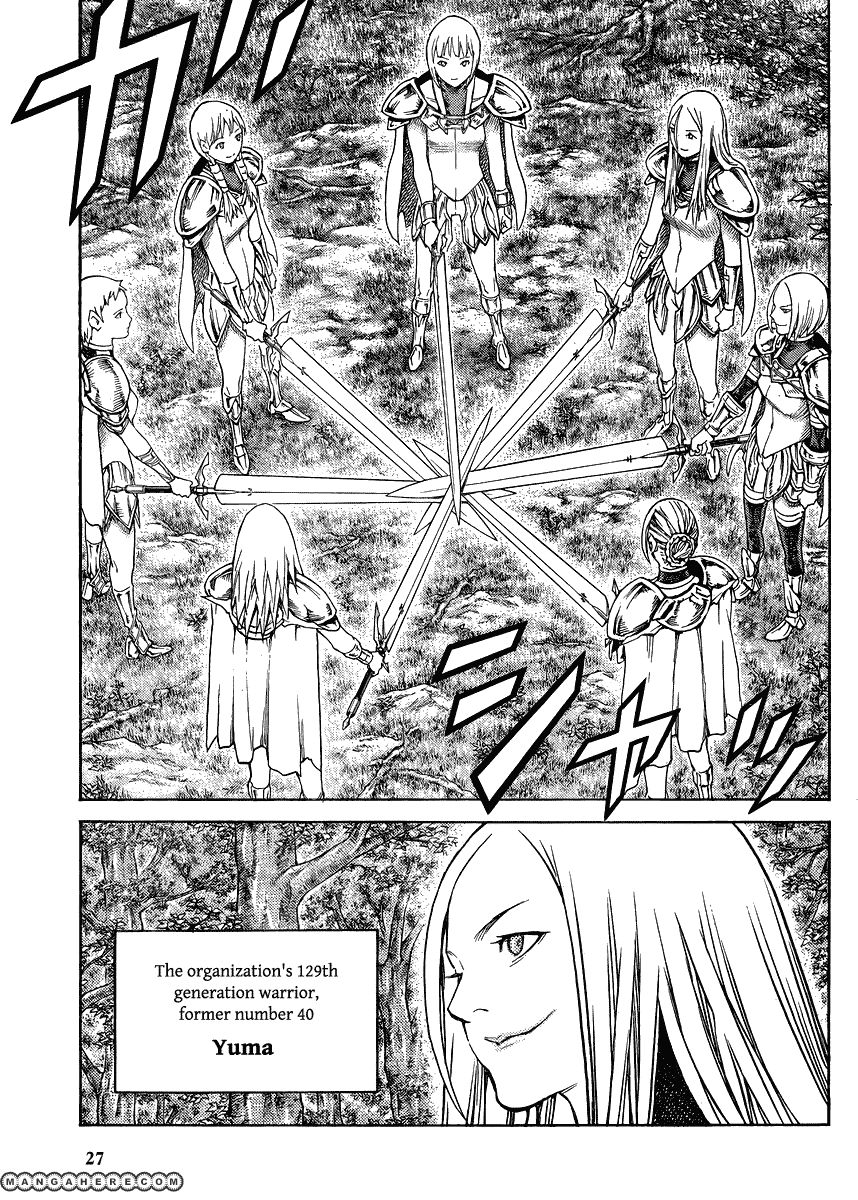 ガッ
シャッ
The organization's 129th
generation warrior,
former number 40
Yuma
27
MANGAHERE.COM